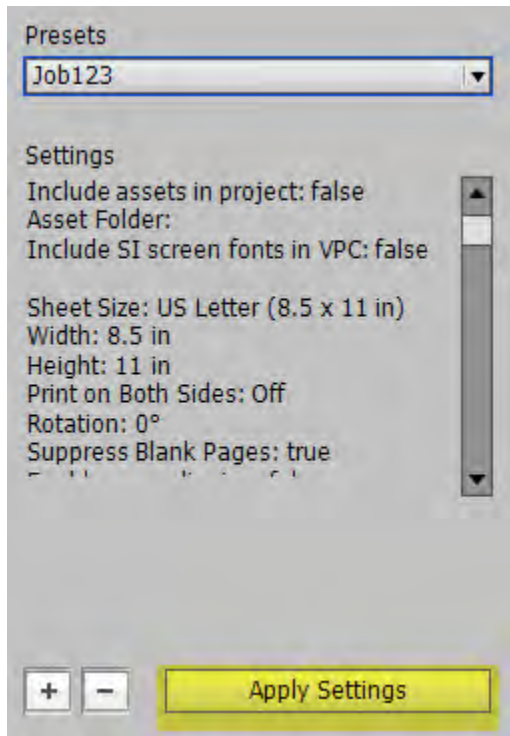 Presets
Job123
Settings
Include assets in project: false
Asset Folder:
Include SI screen fonts in VPC: false
Sheet Size: US Letter (8.5 x 11 in)
Width: 8.5 in
Height: 11 in
Print on Both Sides: Off
Rotation: 0°
Suppress Blank Pages: true
+ − Apply Settings